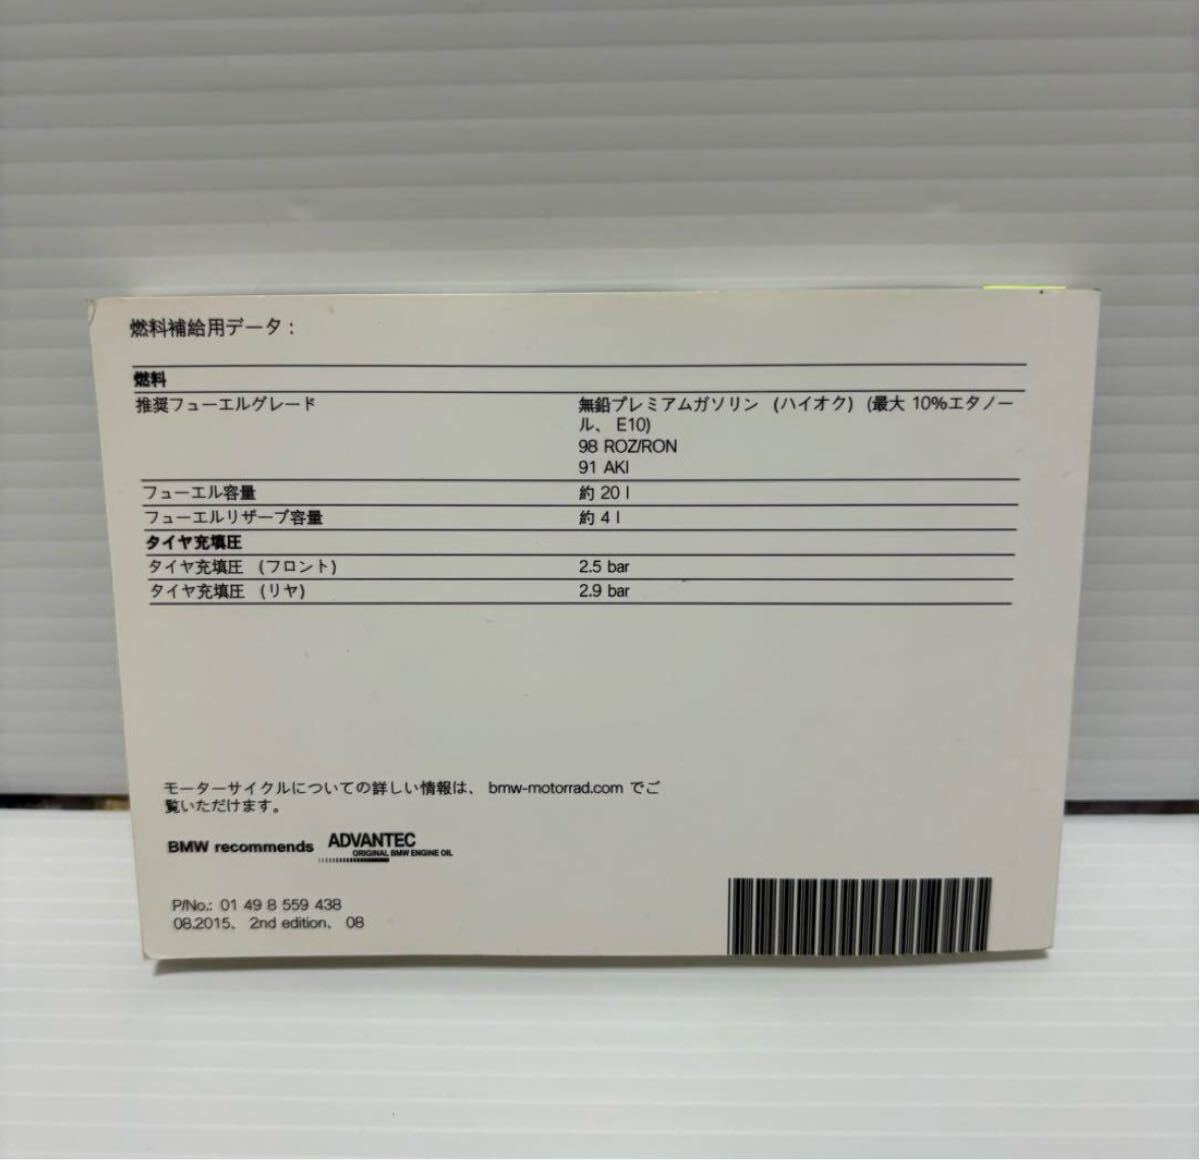 燃料補給用データ：
燃料
推奨フューエルグレード 無鉛プレミアムガソリン (ハイオク) (最大 10%エタノー
ル、 E10)
98 ROZ/RON
91 AKI
フューエル容量 約 20 l
フューエルリザーブ容量 約 4 l
タイヤ充填圧
タイヤ充填圧 (フロント) 2.5 bar
タイヤ充填圧 (リヤ) 2.9 bar
モーターサイクルについての詳しい情報は、 bmw-motorrad.com でご
覧いただけます。
BMW recommends ADVANTEC
ORIGINAL BMW ENGINE OIL
P/No.: 01 49 8 559 438
08.2015、 2nd edition、 08